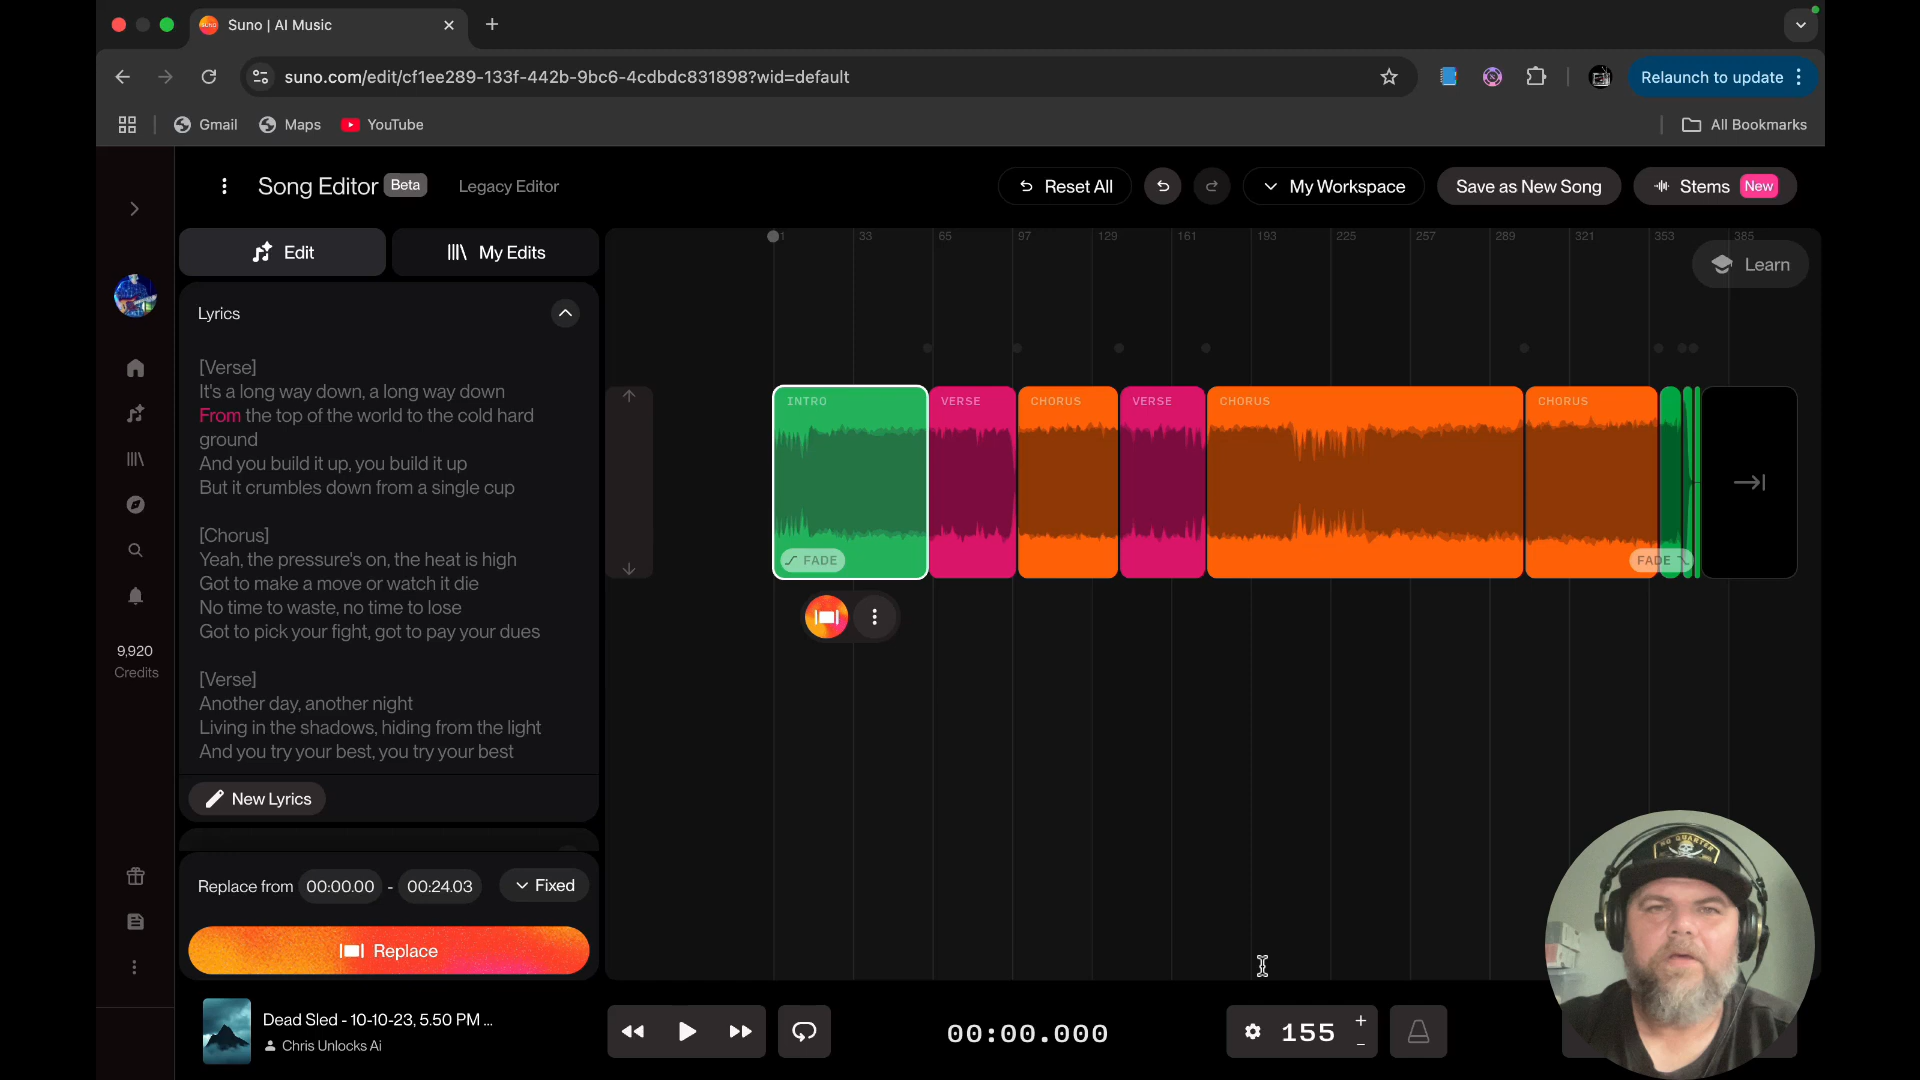 Suno | AI Music
suno.com/edit/cf1ee289-133f-442b-9bc6-4cdbdc831898?wid=default
Relaunch to update
Gmail
Maps
YouTube
All Bookmarks
Song Editor Beta
Legacy Editor
Reset All
My Workspace
Save as New Song
Stems New
Edit
My Edits
1 33 65 97 129 161 193 225 257 289 321 353 385
Learn
Lyrics
[Verse]
It's a long way down, a long way down
From the top of the world to the cold hard
ground
And you build it up, you build it up
But it crumbles down from a single cup
[Chorus]
Yeah, the pressure's on, the heat is high
Got to make a move or watch it die
No time to waste, no time to lose
Got to pick your fight, got to pay your dues
[Verse]
Another day, another night
Living in the shadows, hiding from the light
And you try your best, you try your best
New Lyrics
INTRO
VERSE
CHORUS
VERSE
CHORUS
CHORUS
FADE
FADE
9,920
Credits
Replace from 00:00.00 - 00:24.03 Fixed
Replace
Dead Sled - 10-10-23, 5.50 PM ...
Chris Unlocks Ai
00:00.000
155
NO QUARTER